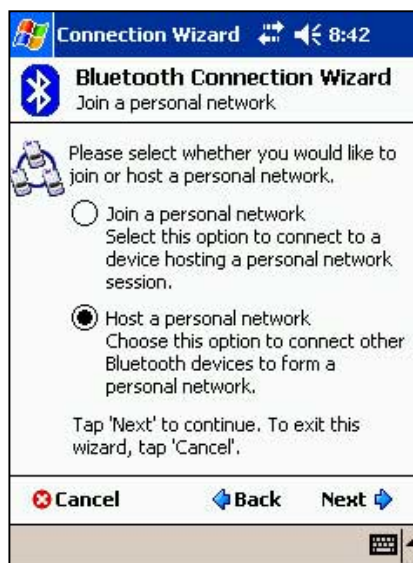 Connection Wizard 8:42
Bluetooth Connection Wizard
Join a personal network
Please select whether you would like to
join or host a personal network.
Join a personal network
Select this option to connect to a
device hosting a personal network
session.
Host a personal network
Choose this option to connect other
Bluetooth devices to form a
personal network.
Tap 'Next' to continue. To exit this
wizard, tap 'Cancel'.
Cancel Back Next